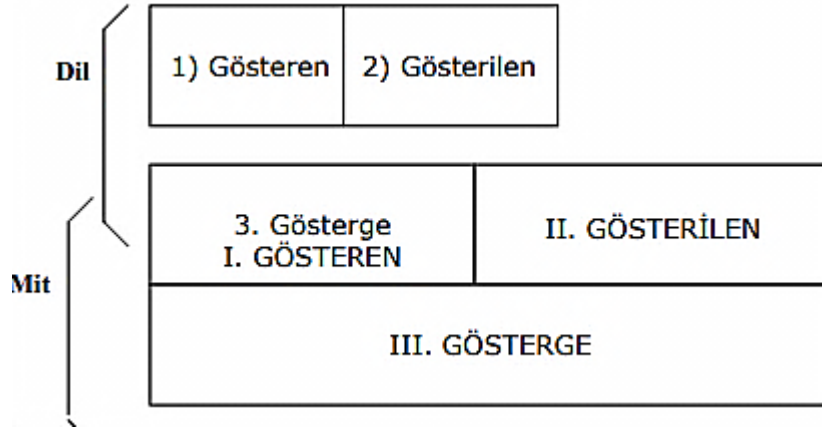 Dil
1) Gösteren
2) Gösterilen
3. Gösterge
I. GÖSTEREN
II. GÖSTERİLEN
Mit
III. GÖSTERGE